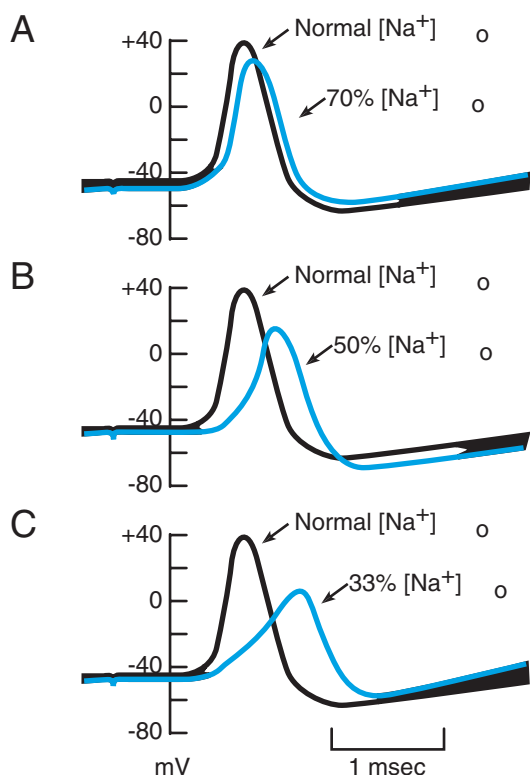 A
+40
0
-40
-80
Normal [Na+] o
70% [Na+] o
B
+40
0
-40
-80
Normal [Na+] o
50% [Na+] o
C
+40
0
-40
-80
Normal [Na+] o
33% [Na+] o
mV
1 msec